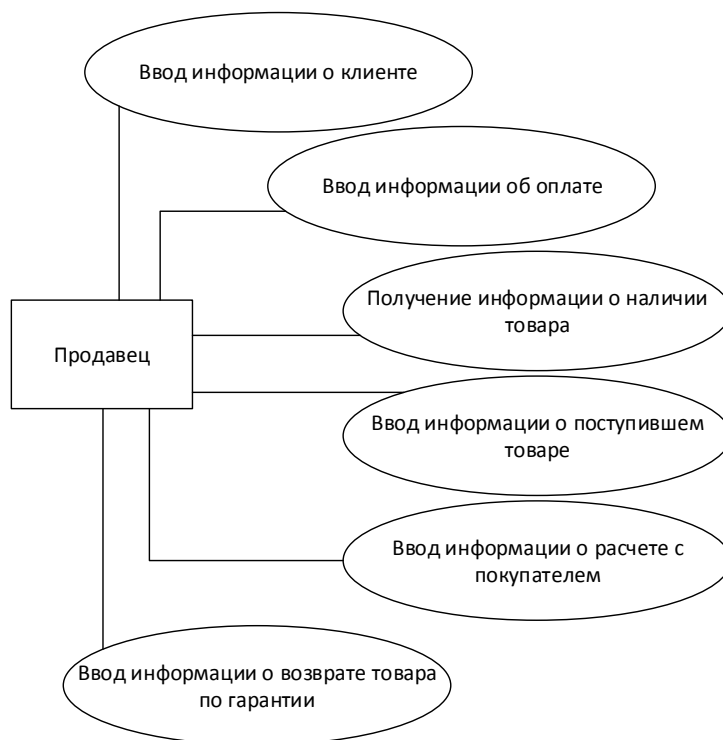 Ввод информации о клиенте
Ввод информации об оплате
Получение информации о наличии
товара
Продавец
Ввод информации о поступившем
товаре
Ввод информации о расчете с
покупателем
Ввод информации о возврате товара
по гарантии